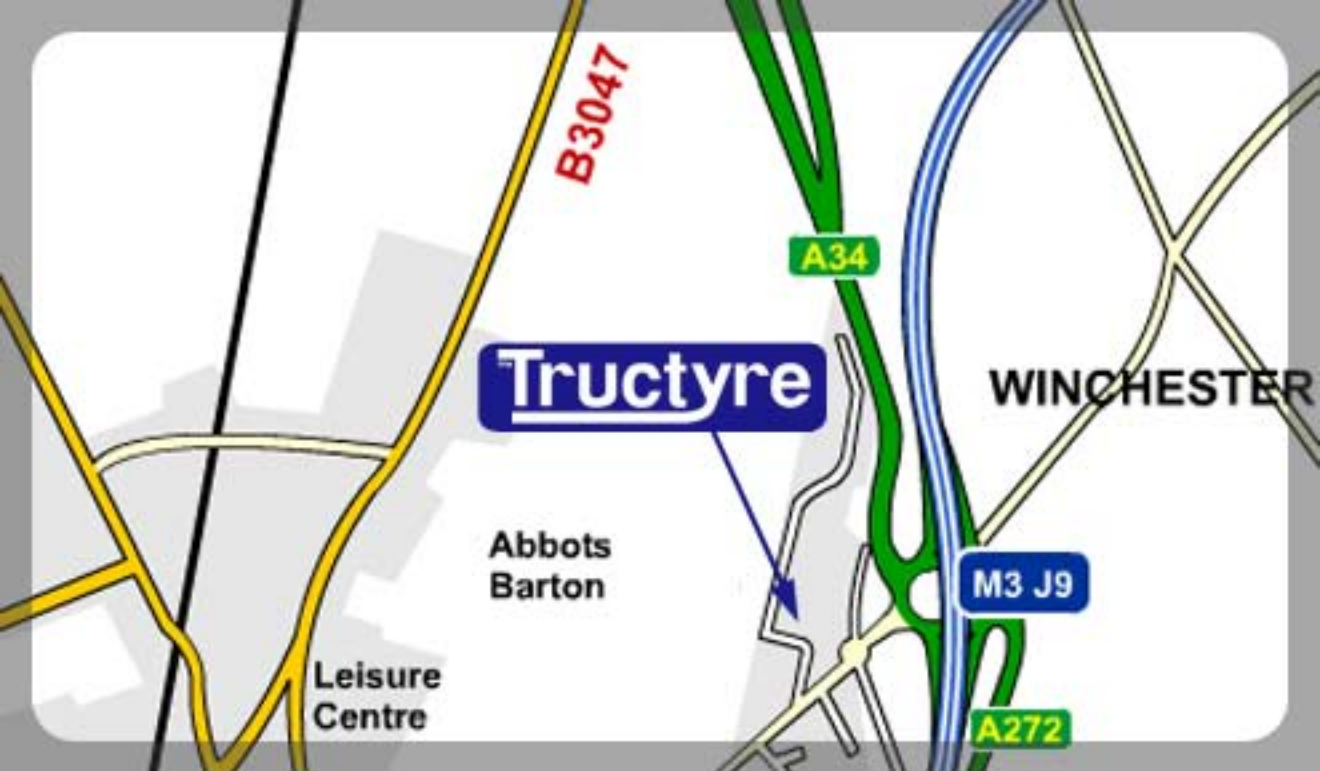 B3047
A34
Tructyre
WINCHESTER
Abbots
Barton
M3 J9
Leisure
Centre
A272